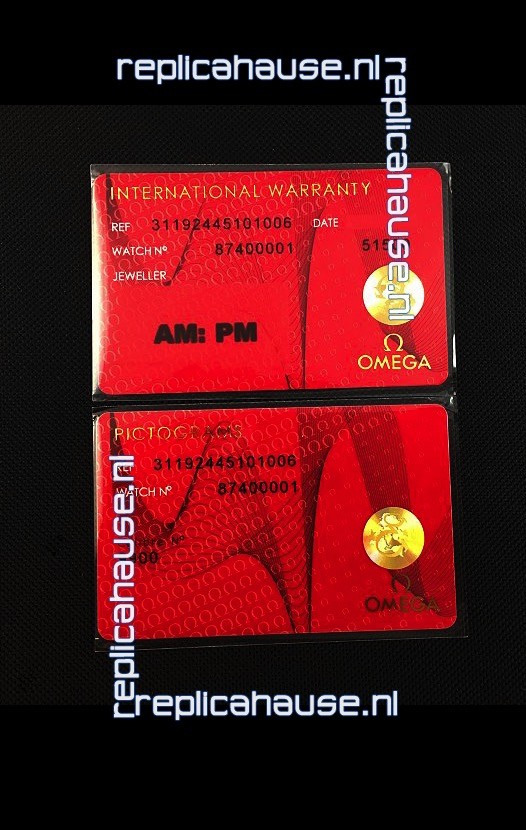 replicahause.nl
replicahause.nl
INTERNATIONAL WARRANTY
REF 31192445101006 DATE
WATCH Nº 87400001
JEWELLER
AM: PM
Ω
OMEGA
PICTOGRAMS
REF 31192445101006
WATCH Nº 87400001
Ω
OMEGA
replicahause.nl
replicahause.nl